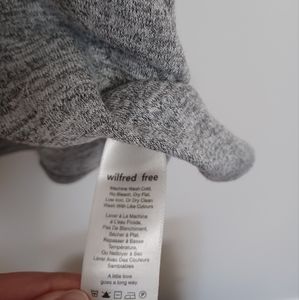 wilfred free
Machine Wash Cold,
No Bleach, Dry Flat,
Low Iron, Or Dry Clean
Wash With Like Colours
Laver à La Machine
à L'eau Froide,
Pas De Blanchiment,
Sécher à Plat,
Repasser à Basse
Température,
Ou Nettoyer à Sec
Laver Avec Des Couleurs
Semblables
A little love
goes a long way